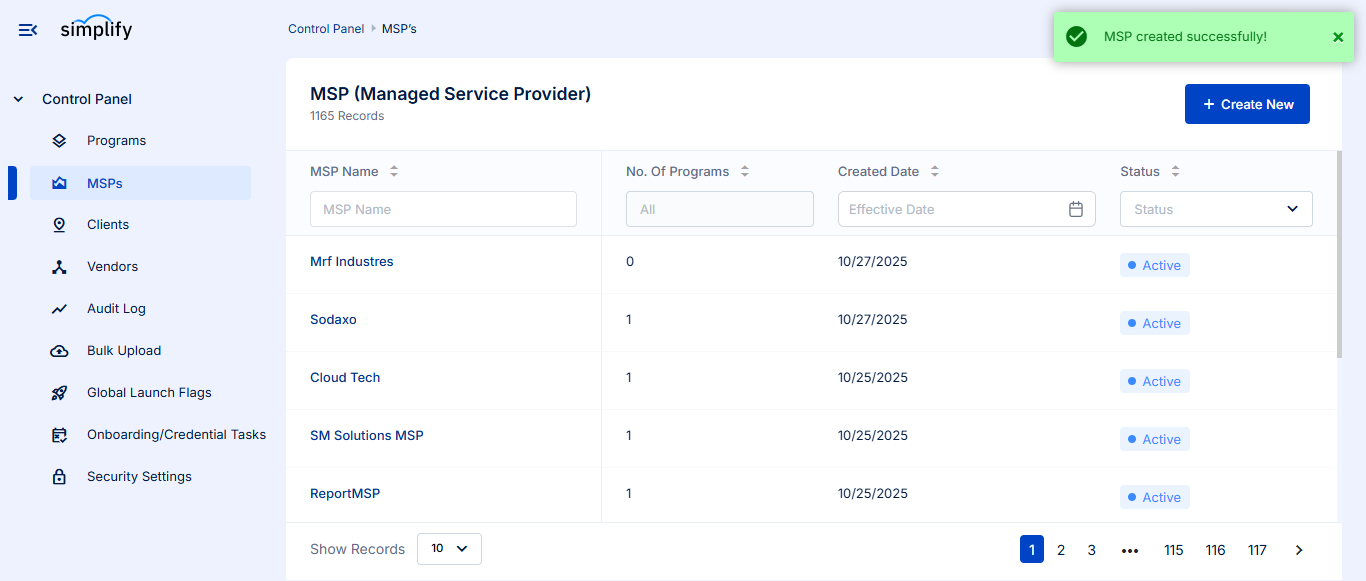 simplify
Control Panel MSP's
MSP created successfully!
Control Panel
Programs
MSPs
Clients
Vendors
Audit Log
Bulk Upload
Global Launch Flags
Onboarding/Credential Tasks
Security Settings
MSP (Managed Service Provider)
1165 Records
+ Create New
MSP Name No. Of Programs Created Date Status
MSP Name All Effective Date Status
Mrf Industres 0 10/27/2025 Active
Sodaxo 1 10/27/2025 Active
Cloud Tech 1 10/25/2025 Active
SM Solutions MSP 1 10/25/2025 Active
ReportMSP 1 10/25/2025 Active
Show Records 10 1 2 3 ••• 115 116 117